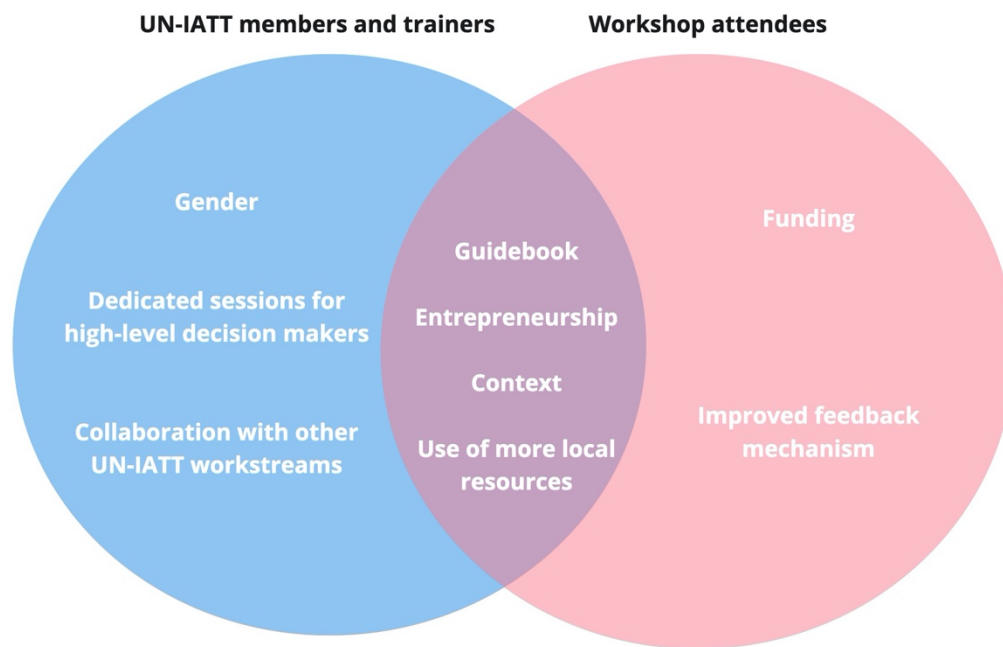 UN-IATT members and trainers
Workshop attendees
Gender
Dedicated sessions for
high-level decision makers
Collaboration with other
UN-IATT workstreams
Guidebook
Entrepreneurship
Context
Use of more local
resources
Funding
Improved feedback
mechanism